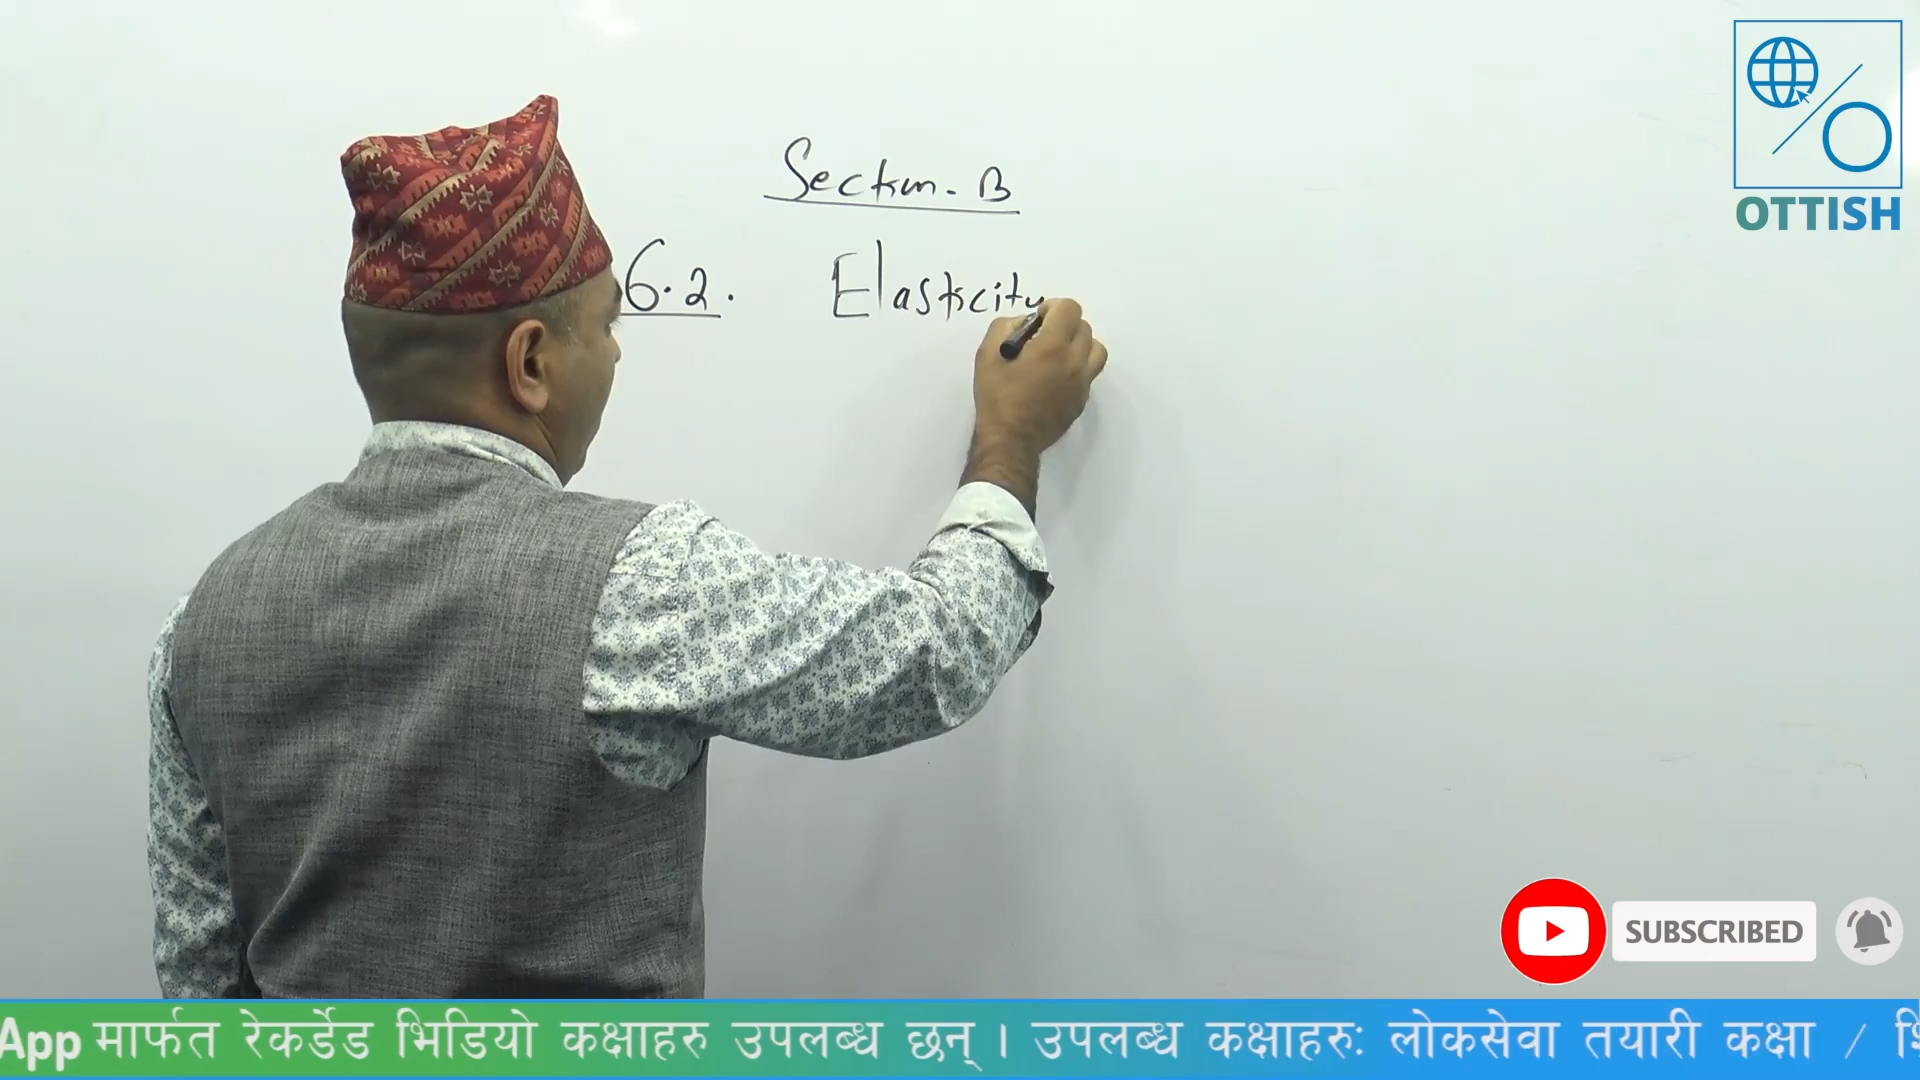 OTTISH
Section - B
6.2. Elasticity
SUBSCRIBED
App मार्फत रेकर्डेड भिडियो कक्षाहरु उपलब्ध छन् । उपलब्ध कक्षाहरुः लोकसेवा तयारी कक्षा /